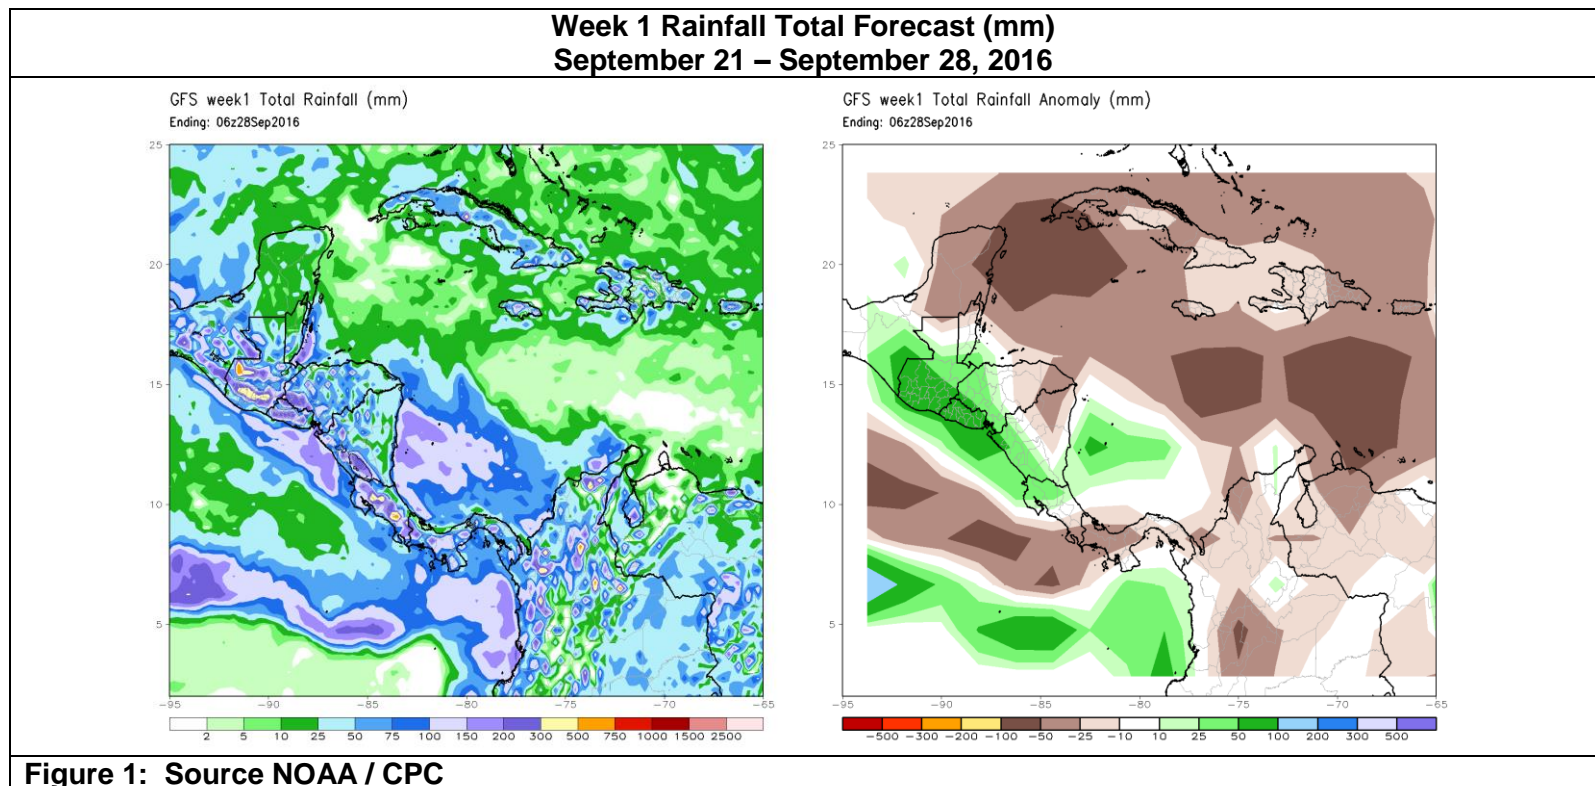 Week 1 Rainfall Total Forecast (mm)
September 21 – September 28, 2016
GFS week1 Total Rainfall (mm)
Ending: 06z28Sep2016
25
20
15
10
5
-95 -90 -85 -80 -75 -70 -65
2 5 10 25 50 75 100 150 200 300 500 750 1000 1500 2500
GFS week1 Total Rainfall Anomaly (mm)
Ending: 06z28Sep2016
25
20
15
10
5
-95 -90 -85 -80 -75 -70 -65
-500 -300 -200 -100 -50 -25 -10 10 25 50 100 200 300 500
Figure 1: Source NOAA / CPC